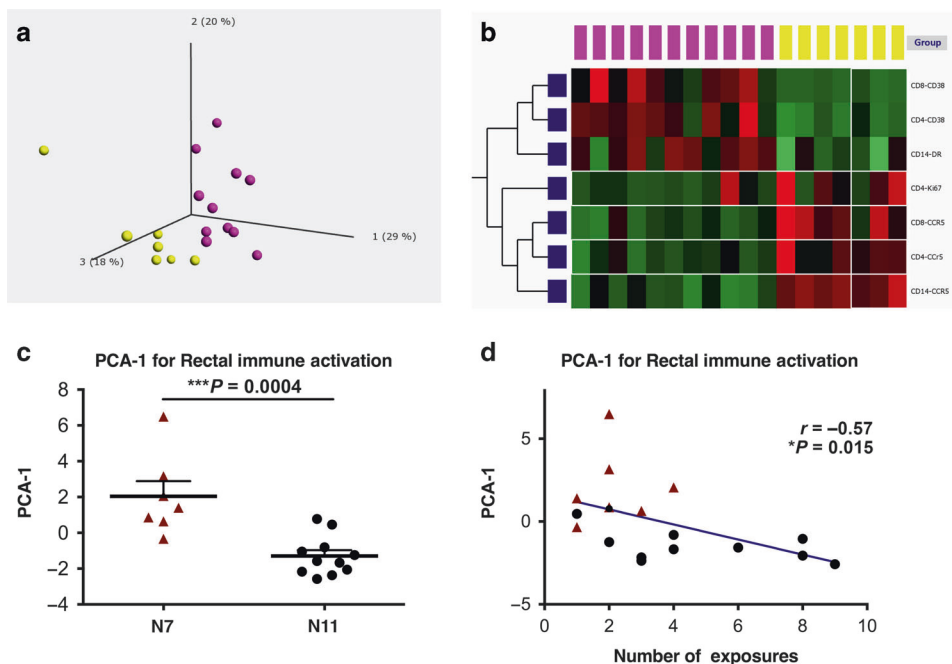 a
2 (20 %)
1 (29 %)
3 (18 %)
b
Group
CD8-CD38
CD4-CD38
CD14-DR
CD4-Ki67
CD8-CCR5
CD4-CCr5
CD14-CCR5
c
PCA-1 for Rectal immune activation
***P = 0.0004
8
6
4
2
0
−2
−4
PCA-1
N7
N11
d
PCA-1 for Rectal immune activation
r = −0.57
*P = 0.015
5
0
−5
PCA-1
0 2 4 6 8 10
Number of exposures